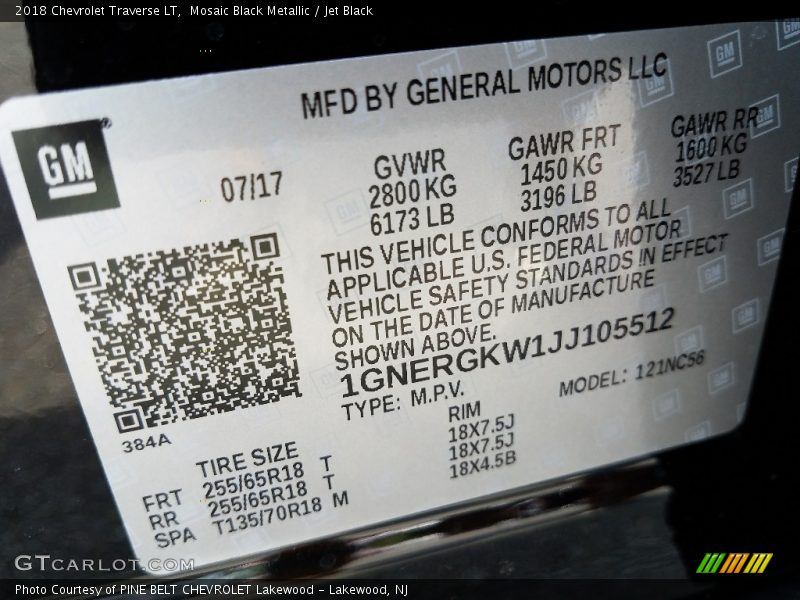 2018 Chevrolet Traverse LT, Mosaic Black Metallic / Jet Black
MFD BY GENERAL MOTORS LLC
GM
07/17
GVWR
2800 KG
6173 LB
GAWR FRT
1450 KG
3196 LB
GAWR RR
1600 KG
3527 LB
THIS VEHICLE CONFORMS TO ALL
APPLICABLE U.S. FEDERAL MOTOR
VEHICLE SAFETY STANDARDS IN EFFECT
ON THE DATE OF MANUFACTURE
SHOWN ABOVE.
1GNERGKW1JJ105512
TYPE: M.P.V.
MODEL: 121NC56
384A
TIRE SIZE RIM
FRT 255/65R18 T 18X7.5J
RR 255/65R18 T 18X7.5J
SPA T135/70R18 M 18X4.5B
GTCARLOT.COM
Photo Courtesy of PINE BELT CHEVROLET Lakewood - Lakewood, NJ